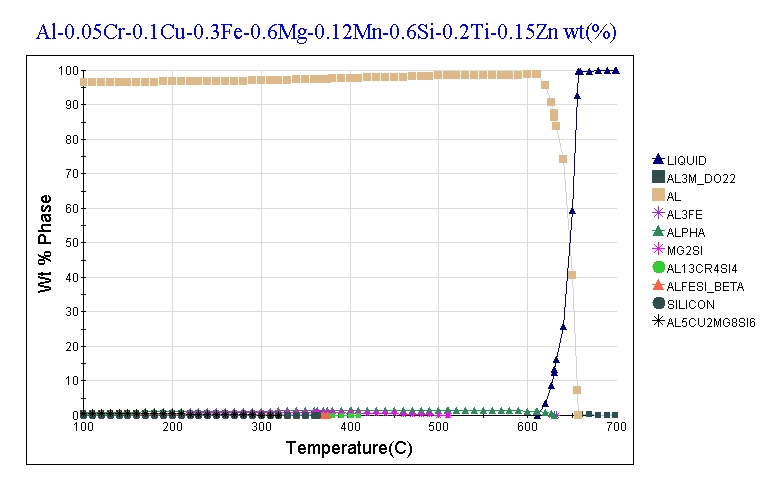 Al-0.05Cr-0.1Cu-0.3Fe-0.6Mg-0.12Mn-0.6Si-0.2Ti-0.15Zn wt(%)
100
90
80
70
60
50
40
30
20
10
0
Wt % Phase
100 200 300 400 500 600 700
Temperature(C)
LIQUID
AL3M_DO22
AL
AL3FE
ALPHA
MG2SI
AL13CR4SI4
ALFESI_BETA
SILICON
AL5CU2MG8SI6